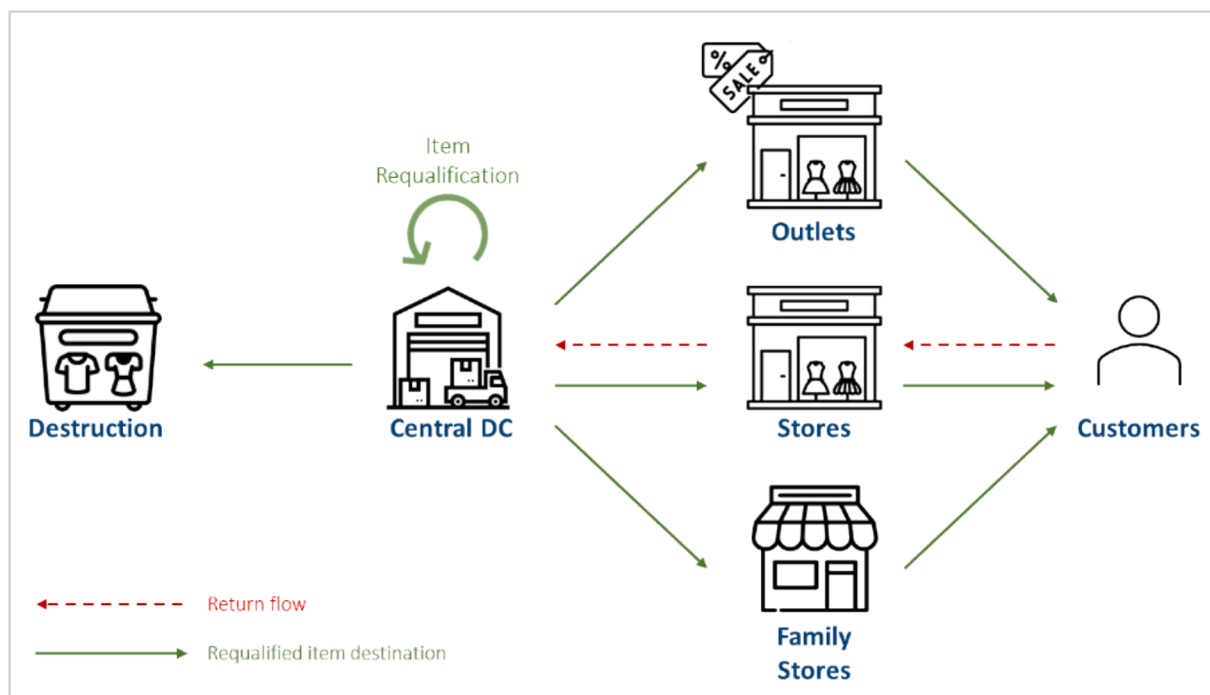 %
SALE
Item
Requalification
Outlets
Destruction
Central DC
Stores
Customers
Family
Stores
Return flow
Requalified item destination